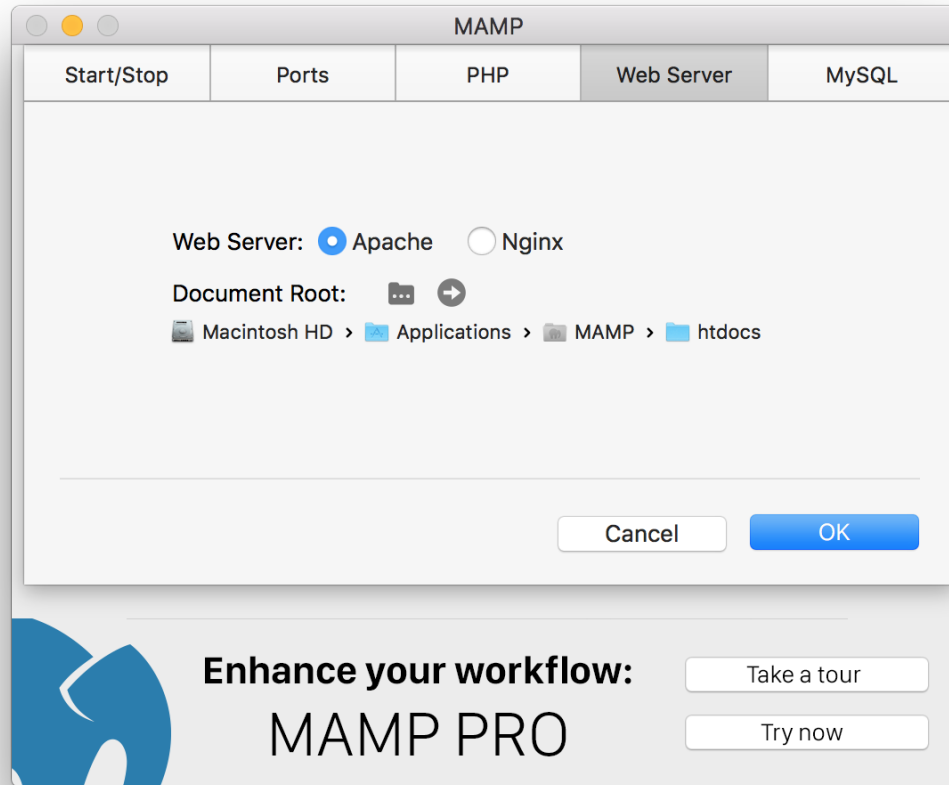 MAMP
Start/Stop Ports PHP Web Server MySQL
Web Server: Apache Nginx
Document Root:
Macintosh HD › Applications › MAMP › htdocs
Cancel OK
Enhance your workflow:
MAMP PRO
Take a tour
Try now